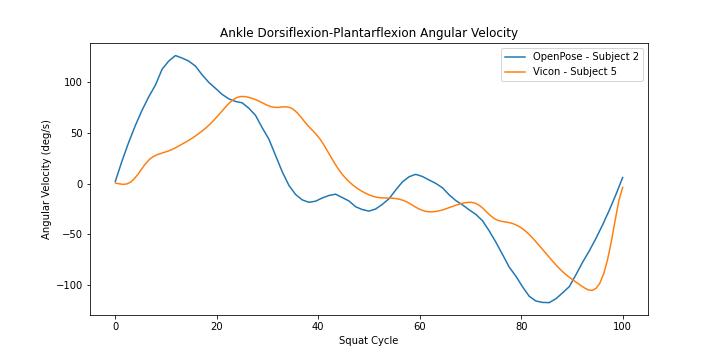 Ankle Dorsiflexion-Plantarflexion Angular Velocity
OpenPose - Subject 2
Vicon - Subject 5
Angular Velocity (deg/s)
100
50
0
−50
−100
0 20 40 60 80 100
Squat Cycle